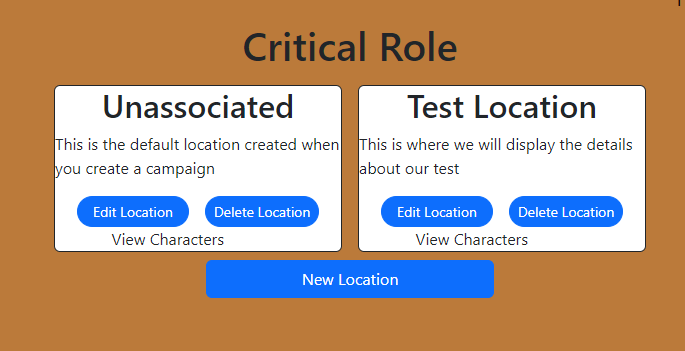 Critical Role
Unassociated
This is the default location created when
you create a campaign
Edit Location
Delete Location
View Characters
Test Location
This is where we will display the details
about our test
Edit Location
Delete Location
View Characters
New Location